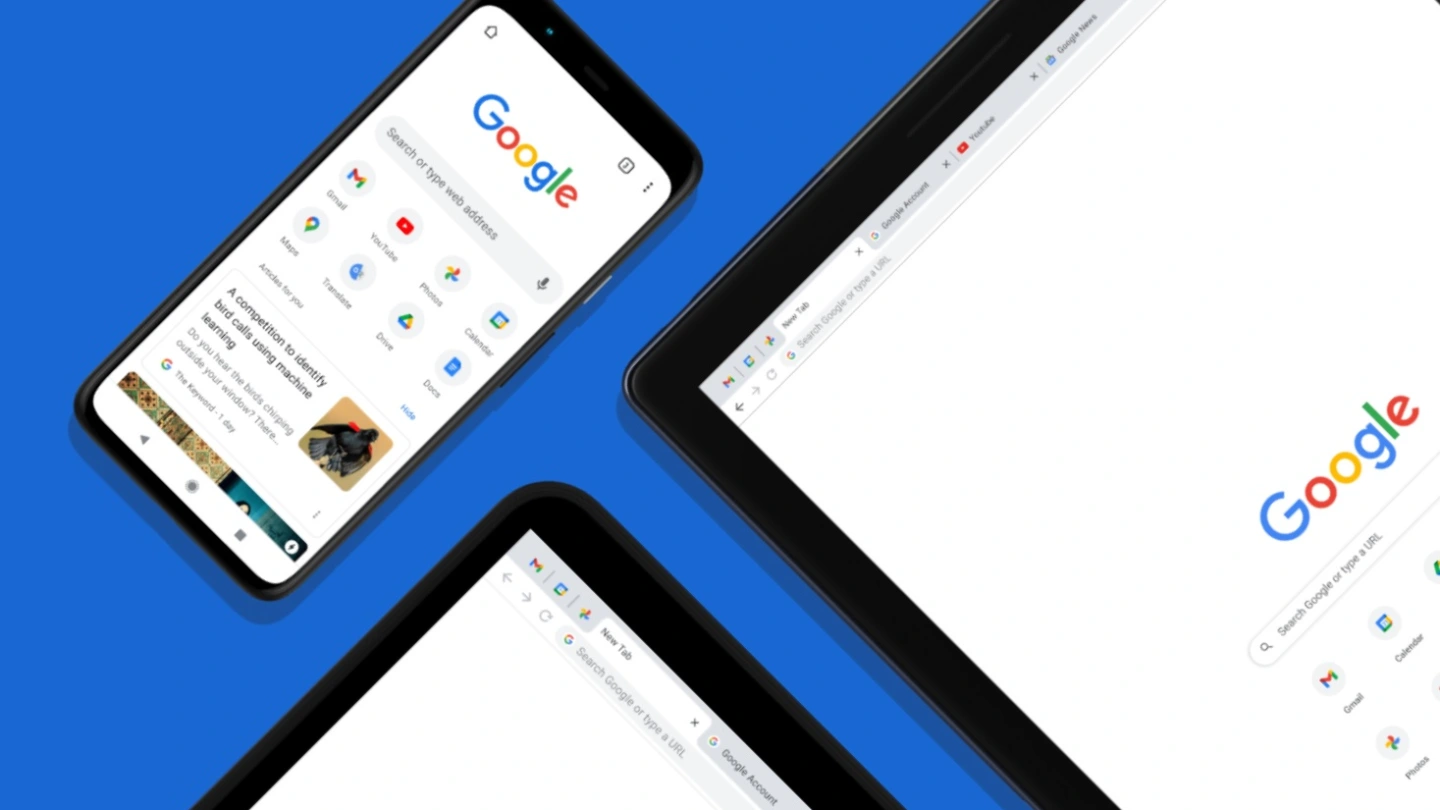 Google
Search or type web address
Gmail
YouTube
Photos
Calendar
Maps
Translate
Drive
Docs
Articles for you
Hide
A competition to identify
bird calls using machine
learning
Do you hear the birds chirping
outside your window? There...
The Keyword - 1 day
New Tab
Google Account
Youtube
Google News
Search Google or type a URL
Google
Search Google or type a URL
Gmail
Calendar
Photos
New Tab
Google Account
Search Google or type a URL